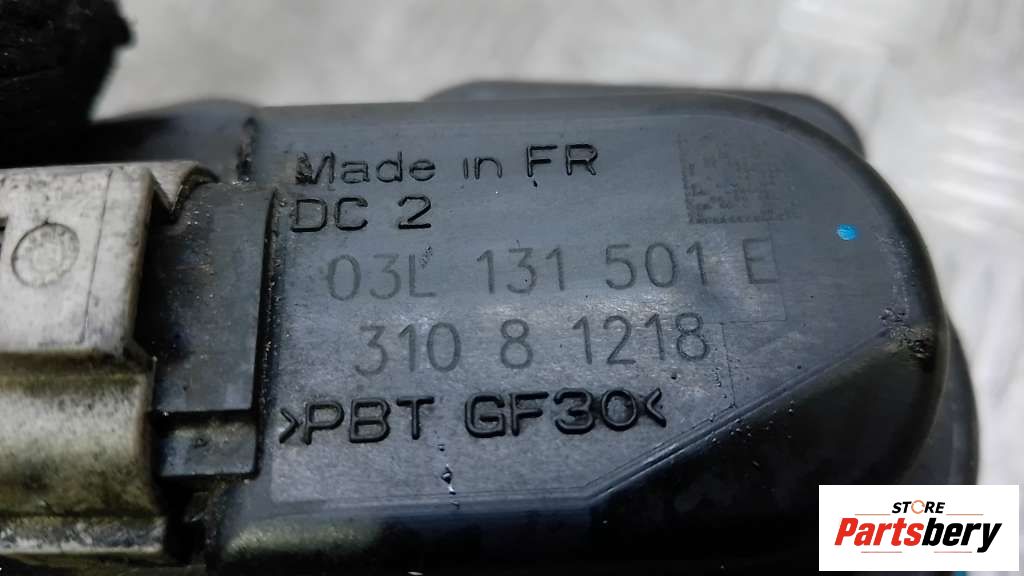 Made in FR
DC 2
03L 131 501 E
310 8 1218
>PBT GF30<
STORE
Partsbery